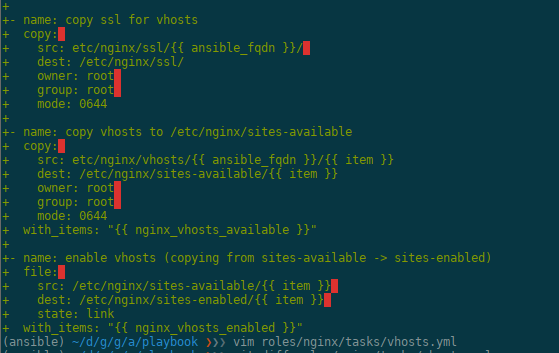 +
+- name: copy ssl for vhosts
+  copy:
+    src: etc/nginx/ssl/{{ ansible_fqdn }}/
+    dest: /etc/nginx/ssl/
+    owner: root
+    group: root
+    mode: 0644
+
+- name: copy vhosts to /etc/nginx/sites-available
+  copy:
+    src: etc/nginx/vhosts/{{ ansible_fqdn }}/{{ item }}
+    dest: /etc/nginx/sites-available/{{ item }}
+    owner: root
+    group: root
+    mode: 0644
+  with_items: "{{ nginx_vhosts_available }}"
+
+- name: enable vhosts (copying from sites-available -> sites-enabled)
+  file:
+    src: /etc/nginx/sites-available/{{ item }}
+    dest: /etc/nginx/sites-enabled/{{ item }}
+    state: link
+  with_items: "{{ nginx_vhosts_enabled }}"
(ansible) ~/d/g/g/a/playbook ❯❯❯ vim roles/nginx/tasks/vhosts.yml